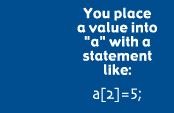 You place
a value into
"a" with a
statement
like:
a[2]=5;